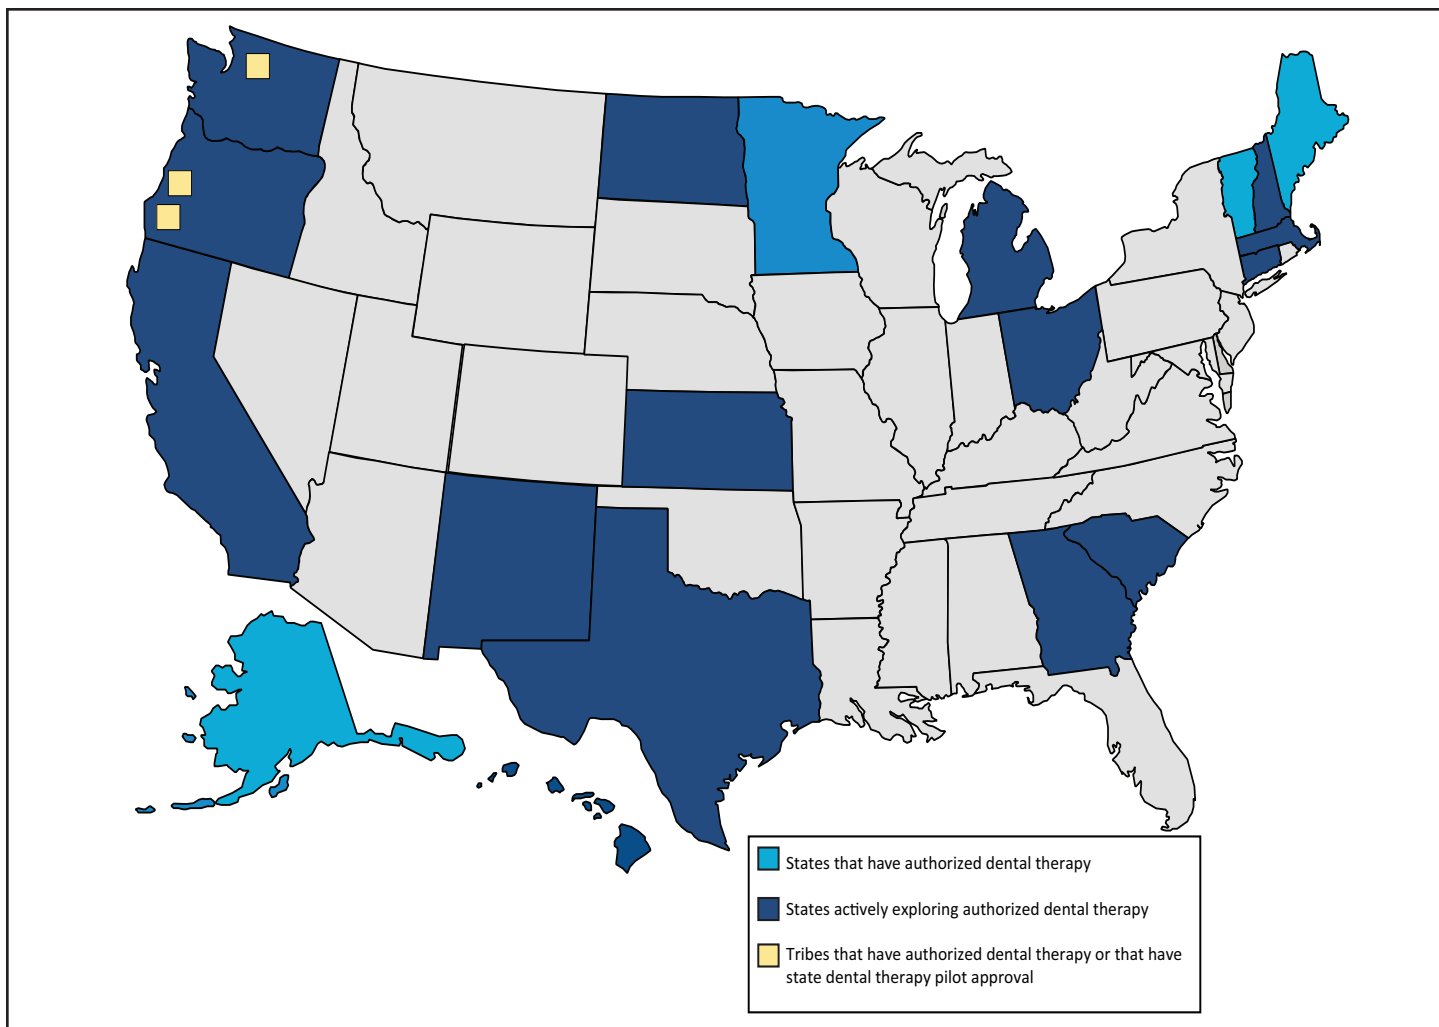 States that have authorized dental therapy
States actively exploring authorized dental therapy
Tribes that have authorized dental therapy or that have
state dental therapy pilot approval